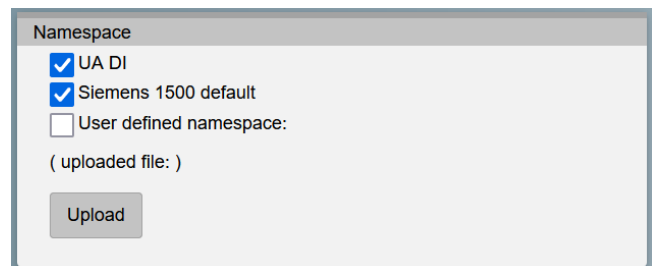 Namespace
UA DI
Siemens 1500 default
User defined namespace:
( uploaded file: )
Upload